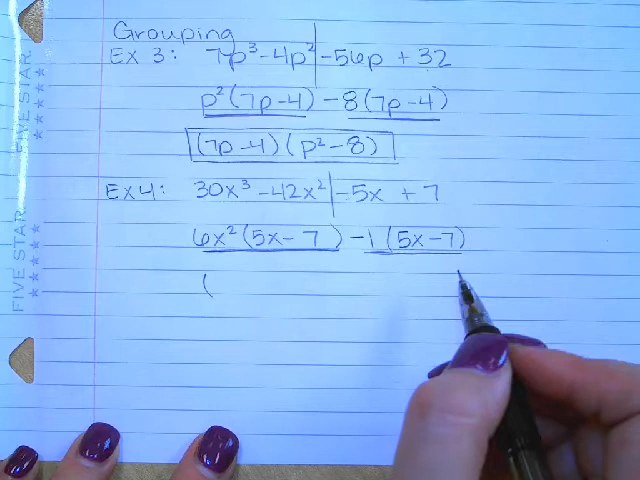 Grouping
Ex 3: 7p³ - 4p² | - 56p + 32
p²(7p - 4) - 8(7p - 4)
(7p - 4)(p² - 8)
Ex 4: 30x³ - 42x² | - 5x + 7
6x²(5x - 7) - 1(5x - 7)
(
FIVE STAR
FIVE STAR